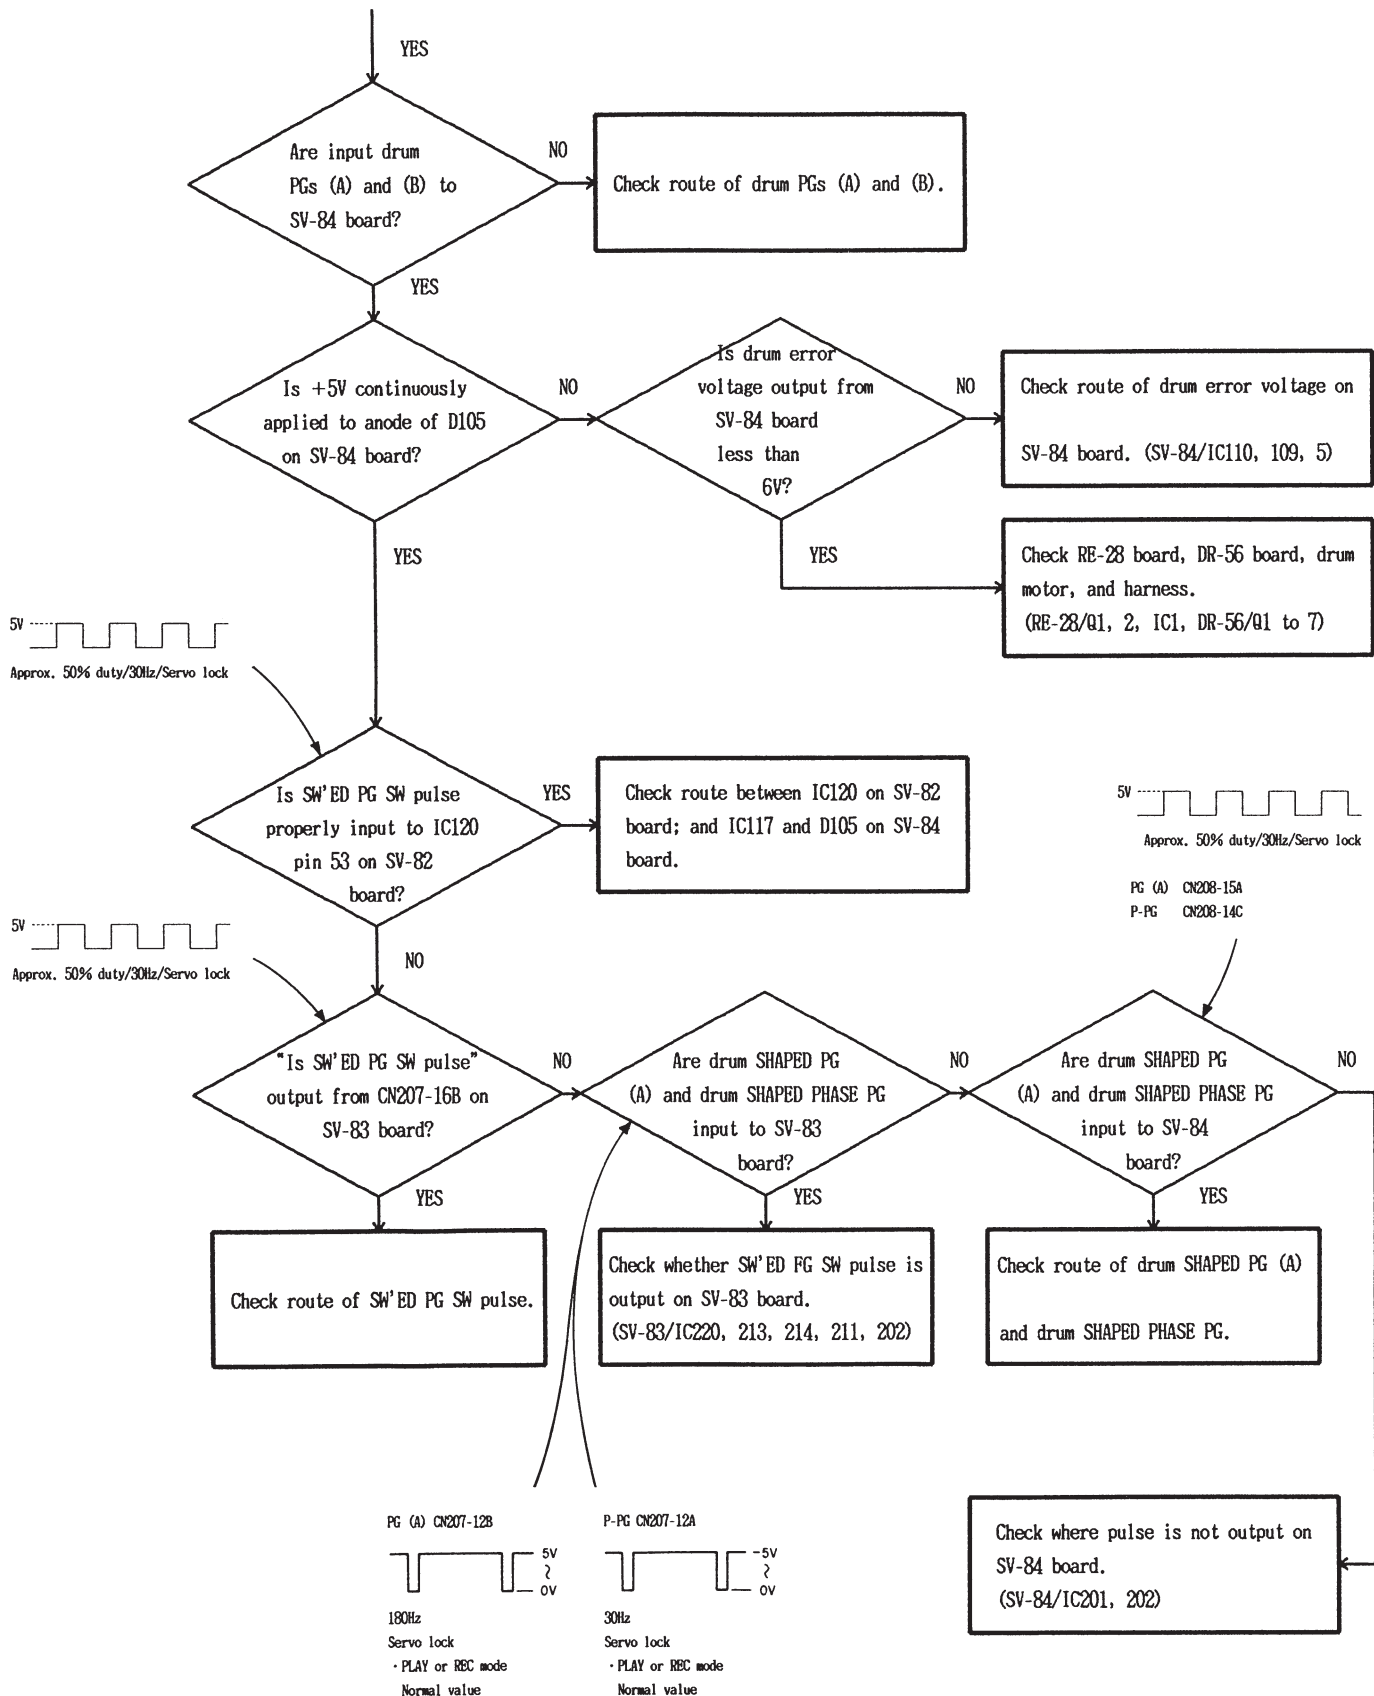 YES
Are input drum
PGs (A) and (B) to
SV-84 board?
NO
Check route of drum PGs (A) and (B).
YES
Is +5V continuously
applied to anode of D105
on SV-84 board?
NO
Is drum error
voltage output from
SV-84 board
less than
6V?
NO
Check route of drum error voltage on
SV-84 board. (SV-84/IC110, 109, 5)
YES
YES
Check RE-28 board, DR-56 board, drum
motor, and harness.
(RE-28/Q1, 2, IC1, DR-56/Q1 to 7)
5V
Approx. 50% duty/30Hz/Servo lock
Is SW'ED PG SW pulse
properly input to IC120
pin 53 on SV-82
board?
YES
Check route between IC120 on SV-82
board; and IC117 and D105 on SV-84
board.
5V
Approx. 50% duty/30Hz/Servo lock
PG (A) CN208-15A
P-PG CN208-14C
5V
Approx. 50% duty/30Hz/Servo lock
NO
"Is SW'ED PG SW pulse"
output from CN207-16B on
SV-83 board?
NO
Are drum SHAPED PG
(A) and drum SHAPED PHASE PG
input to SV-83
board?
NO
Are drum SHAPED PG
(A) and drum SHAPED PHASE PG
input to SV-84
board?
NO
YES
YES
YES
Check route of SW'ED PG SW pulse.
Check whether SW'ED FG SW pulse is
output on SV-83 board.
(SV-83/IC220, 213, 214, 211, 202)
Check route of drum SHAPED PG (A)
and drum SHAPED PHASE PG.
PG (A) CN207-12B
5V
0V
180Hz
Servo lock
・PLAY or REC mode
Normal value
P-PG CN207-12A
5V
0V
30Hz
Servo lock
・PLAY or REC mode
Normal value
Check where pulse is not output on
SV-84 board.
(SV-84/IC201, 202)